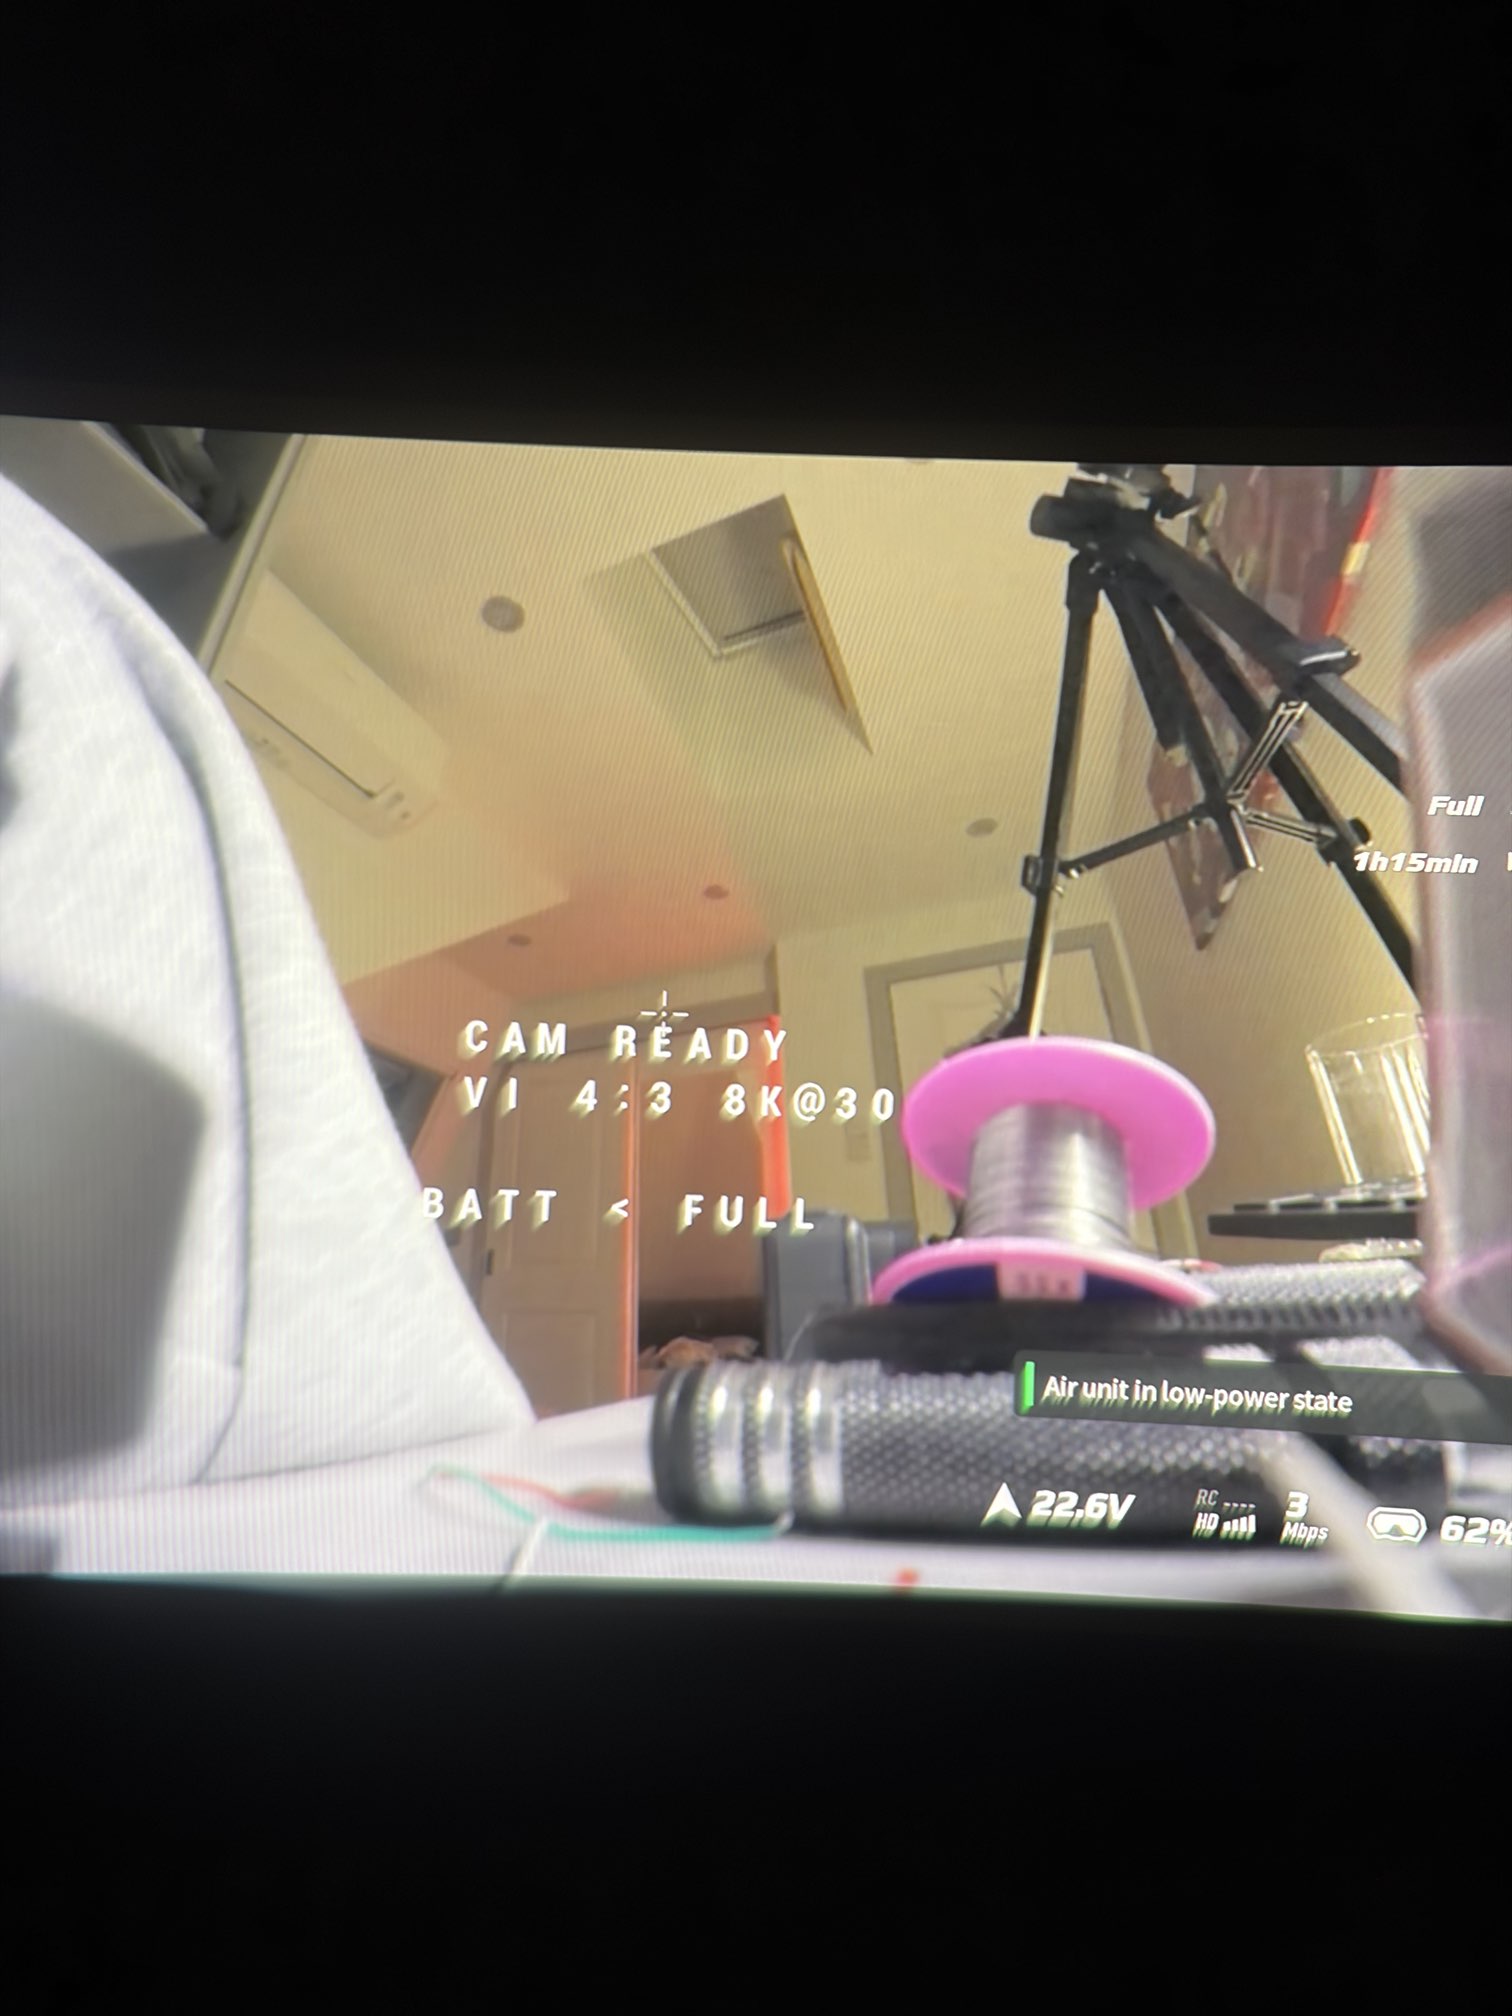 Full
1h15min
CAM READY
VI 4:3 8K@30
BATT < FULL
Air unit in low-power state
22.6V
RC
HD
3
Mbps
62%